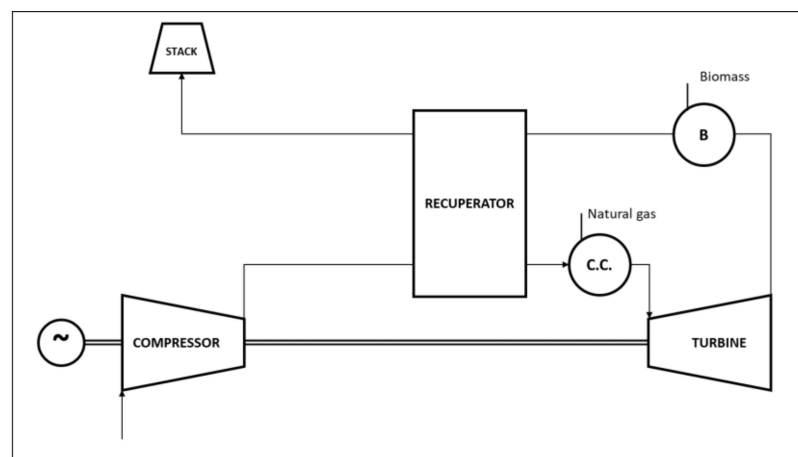 STACK
Biomass
B
RECUPERATOR
Natural gas
C.C.
~
COMPRESSOR
TURBINE